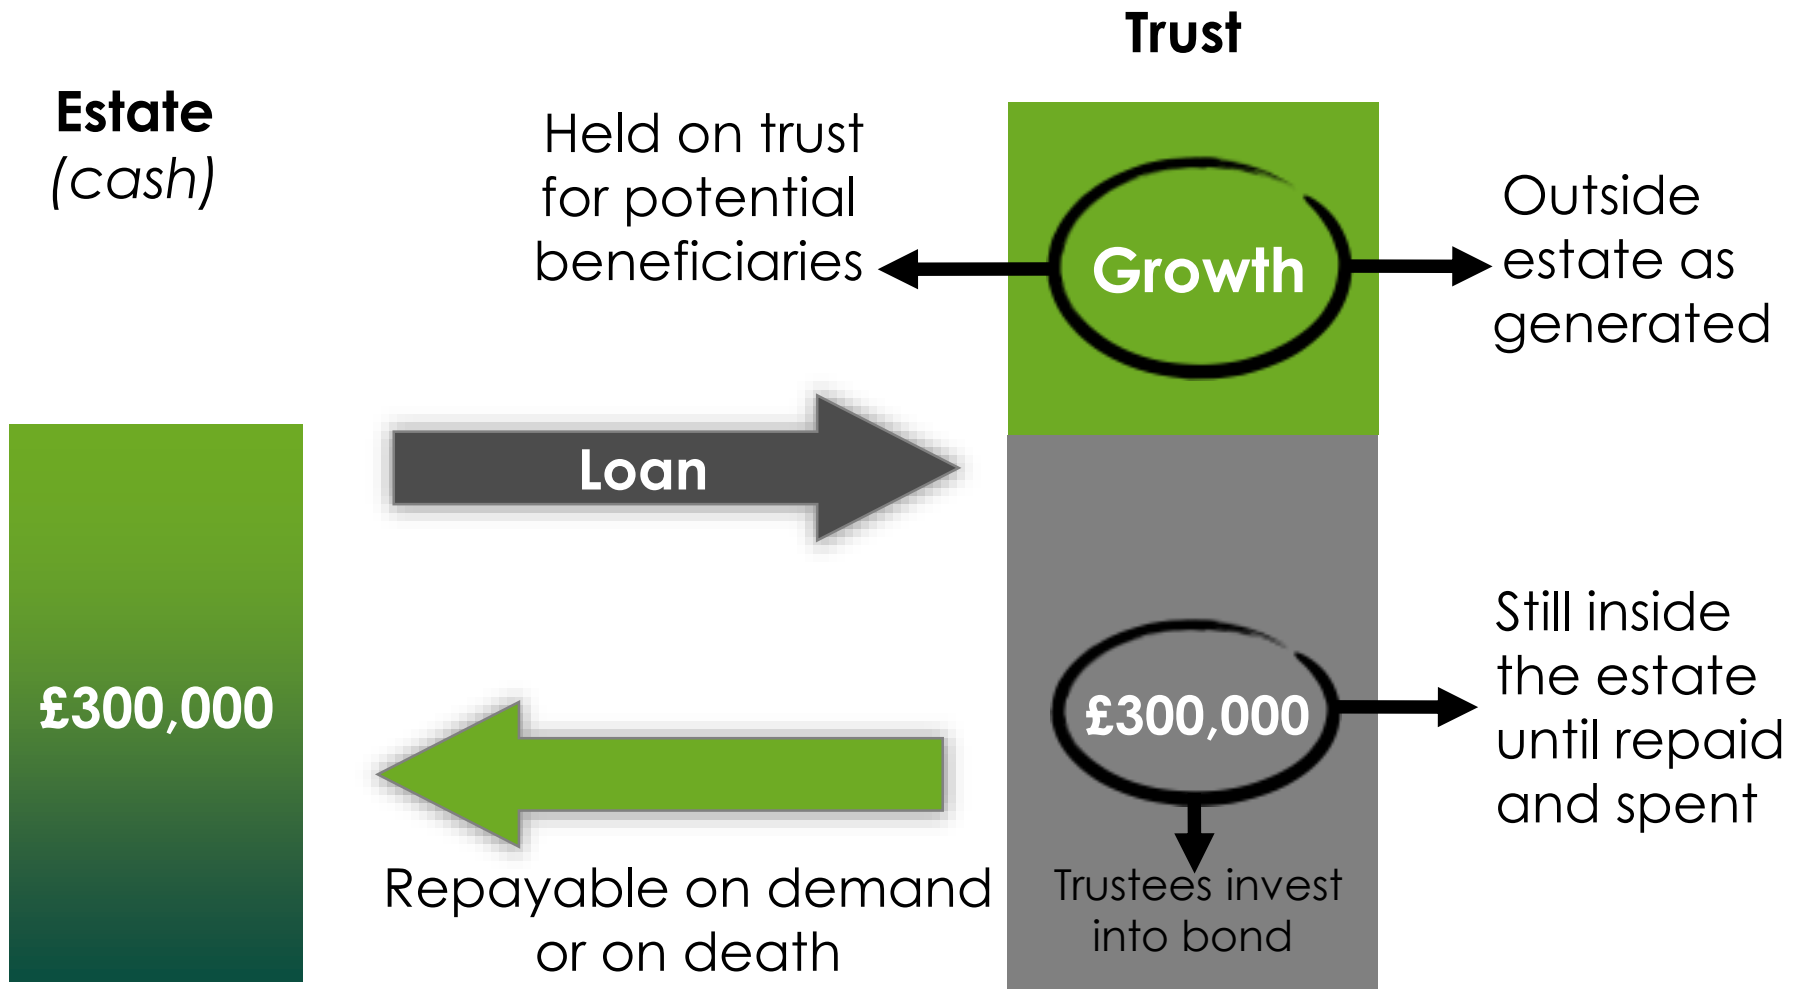 Trust
Estate
(cash)
Held on trust
for potential
beneficiaries
Growth
Outside
estate as
generated
Loan
£300,000
£300,000
Still inside
the estate
until repaid
and spent
Repayable on demand
or on death
Trustees invest
into bond